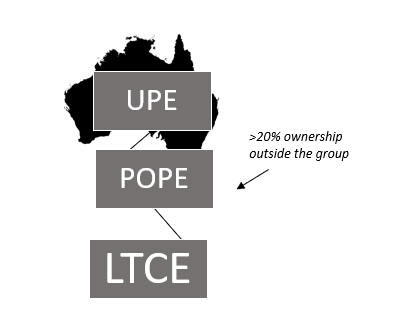 UPE
>20% ownership
outside the group
POPE
LTCE